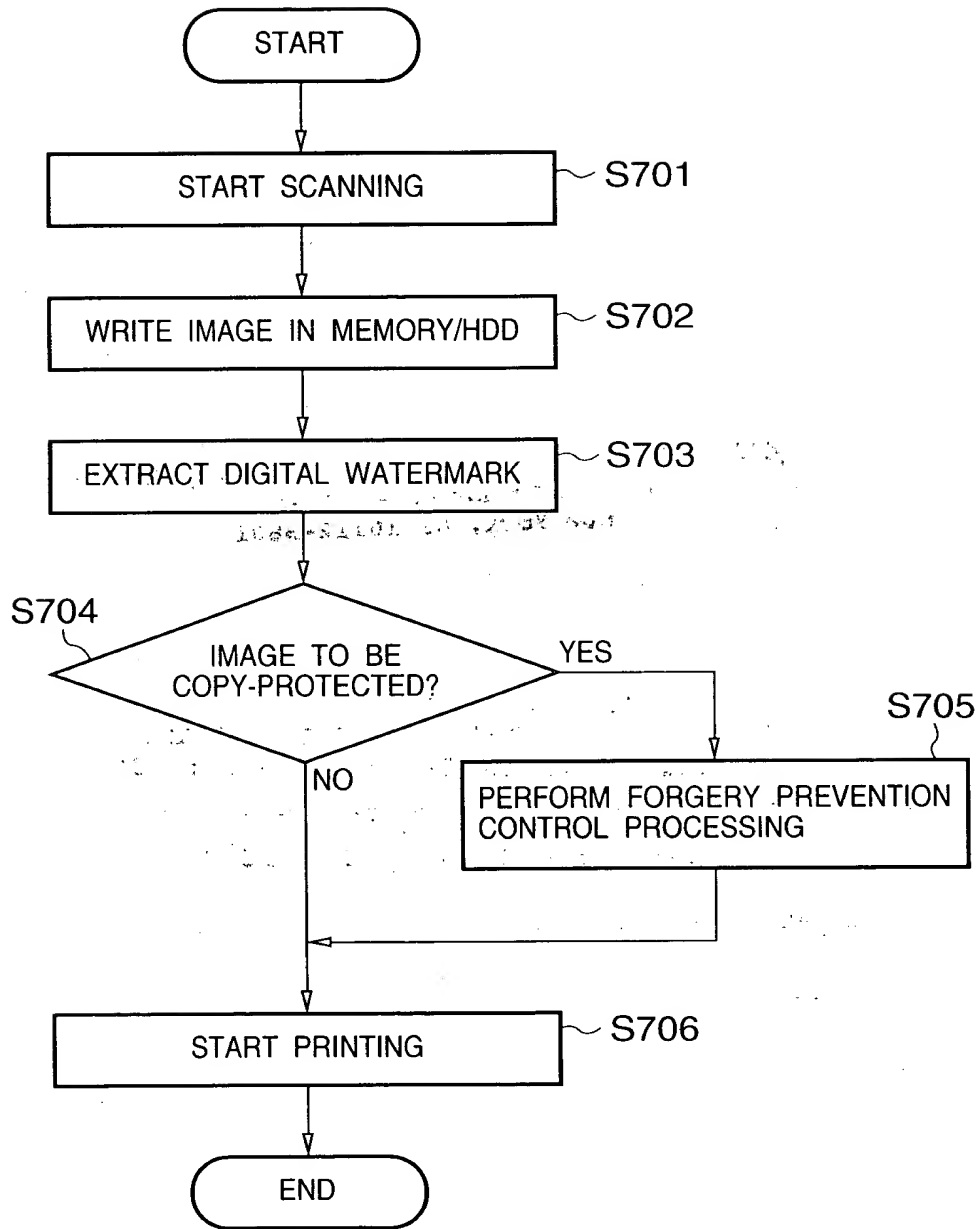 START
START SCANNING
S701
WRITE IMAGE IN MEMORY/HDD
S702
EXTRACT DIGITAL WATERMARK
S703
S704
IMAGE TO BE
COPY-PROTECTED?
YES
NO
S705
PERFORM FORGERY PREVENTION
CONTROL PROCESSING
START PRINTING
S706
END